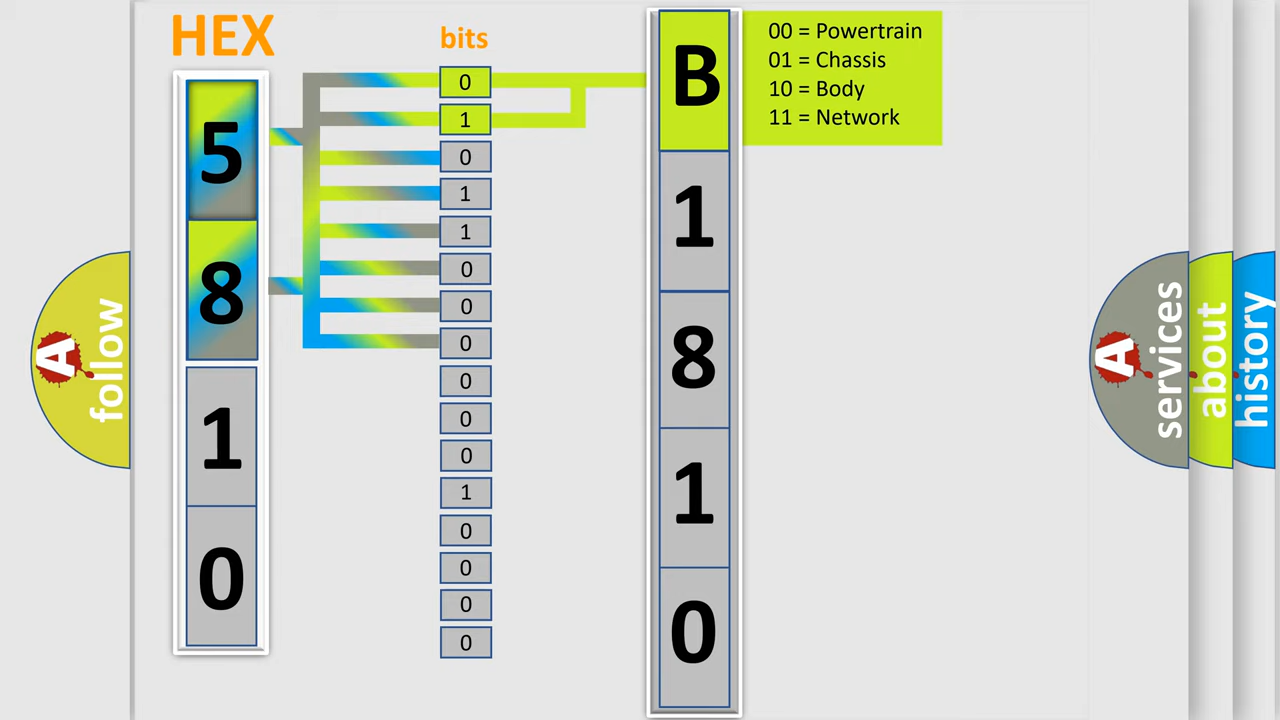 HEX
bits
5
8
1
0
0
1
0
1
1
0
0
0
0
0
0
1
0
0
0
0
B
1
8
1
0
00 = Powertrain
01 = Chassis
10 = Body
11 = Network
A follow
A services
about
history